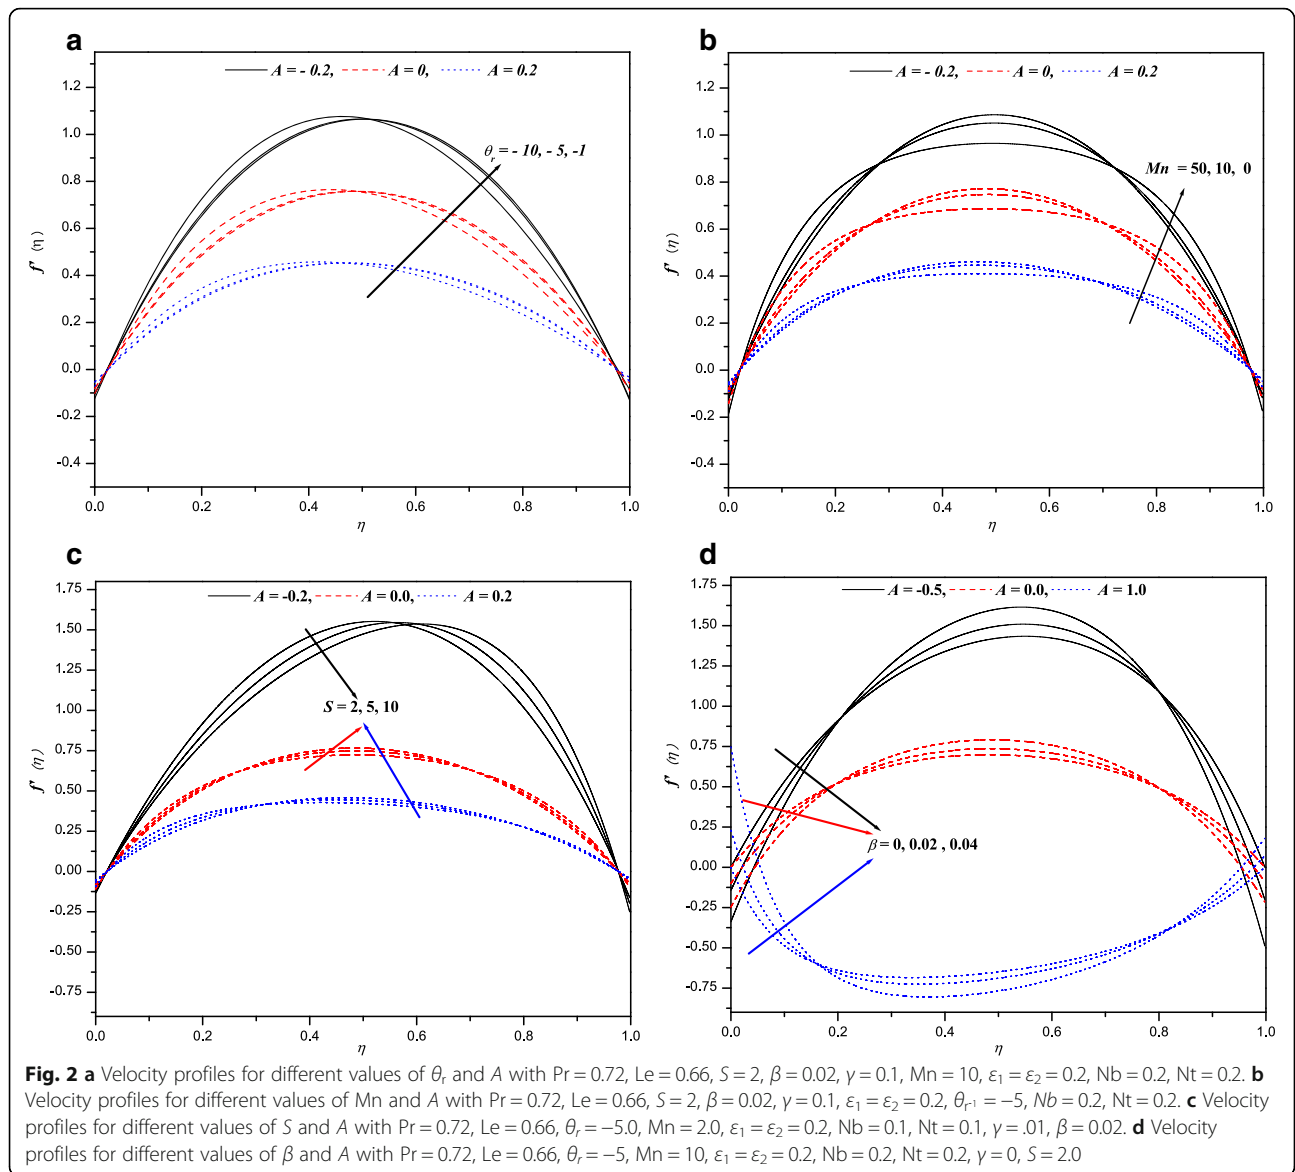 a
A = - 0.2, A = 0, A = 0.2
1.2
1.0
0.8
0.6
0.4
0.2
0.0
-0.2
-0.4
f' (η)
θr = - 10, - 5, -1
0.0 0.2 0.4 0.6 0.8 1.0
η
b
A = - 0.2, A = 0, A = 0.2
1.2
1.0
0.8
0.6
0.4
0.2
0.0
-0.2
-0.4
f' (η)
Mn = 50, 10, 0
0.0 0.2 0.4 0.6 0.8 1.0
η
c
A = -0.2, A = 0.0, A = 0.2
1.75
1.50
1.25
1.00
0.75
0.50
0.25
0.00
-0.25
-0.50
-0.75
f' (η)
S = 2, 5, 10
0.0 0.2 0.4 0.6 0.8 1.0
η
d
A = -0.5, A = 0.0, A = 1.0
1.75
1.50
1.25
1.00
0.75
0.50
0.25
0.00
-0.25
-0.50
-0.75
f' (η)
β = 0, 0.02 , 0.04
0.0 0.2 0.4 0.6 0.8 1.0
η
Fig. 2 a Velocity profiles for different values of θr and A with Pr = 0.72, Le = 0.66, S = 2, β = 0.02, γ = 0.1, Mn = 10, ε1 = ε2 = 0.2, Nb = 0.2, Nt = 0.2. b
Velocity profiles for different values of Mn and A with Pr = 0.72, Le = 0.66, S = 2, β = 0.02, γ = 0.1, ε1 = ε2 = 0.2, θr-1 = −5, Nb = 0.2, Nt = 0.2. c Velocity
profiles for different values of S and A with Pr = 0.72, Le = 0.66, θr = −5.0, Mn = 2.0, ε1 = ε2 = 0.2, Nb = 0.1, Nt = 0.1, γ = .01, β = 0.02. d Velocity
profiles for different values of β and A with Pr = 0.72, Le = 0.66, θr = −5, Mn = 10, ε1 = ε2 = 0.2, Nb = 0.2, Nt = 0.2, γ = 0, S = 2.0